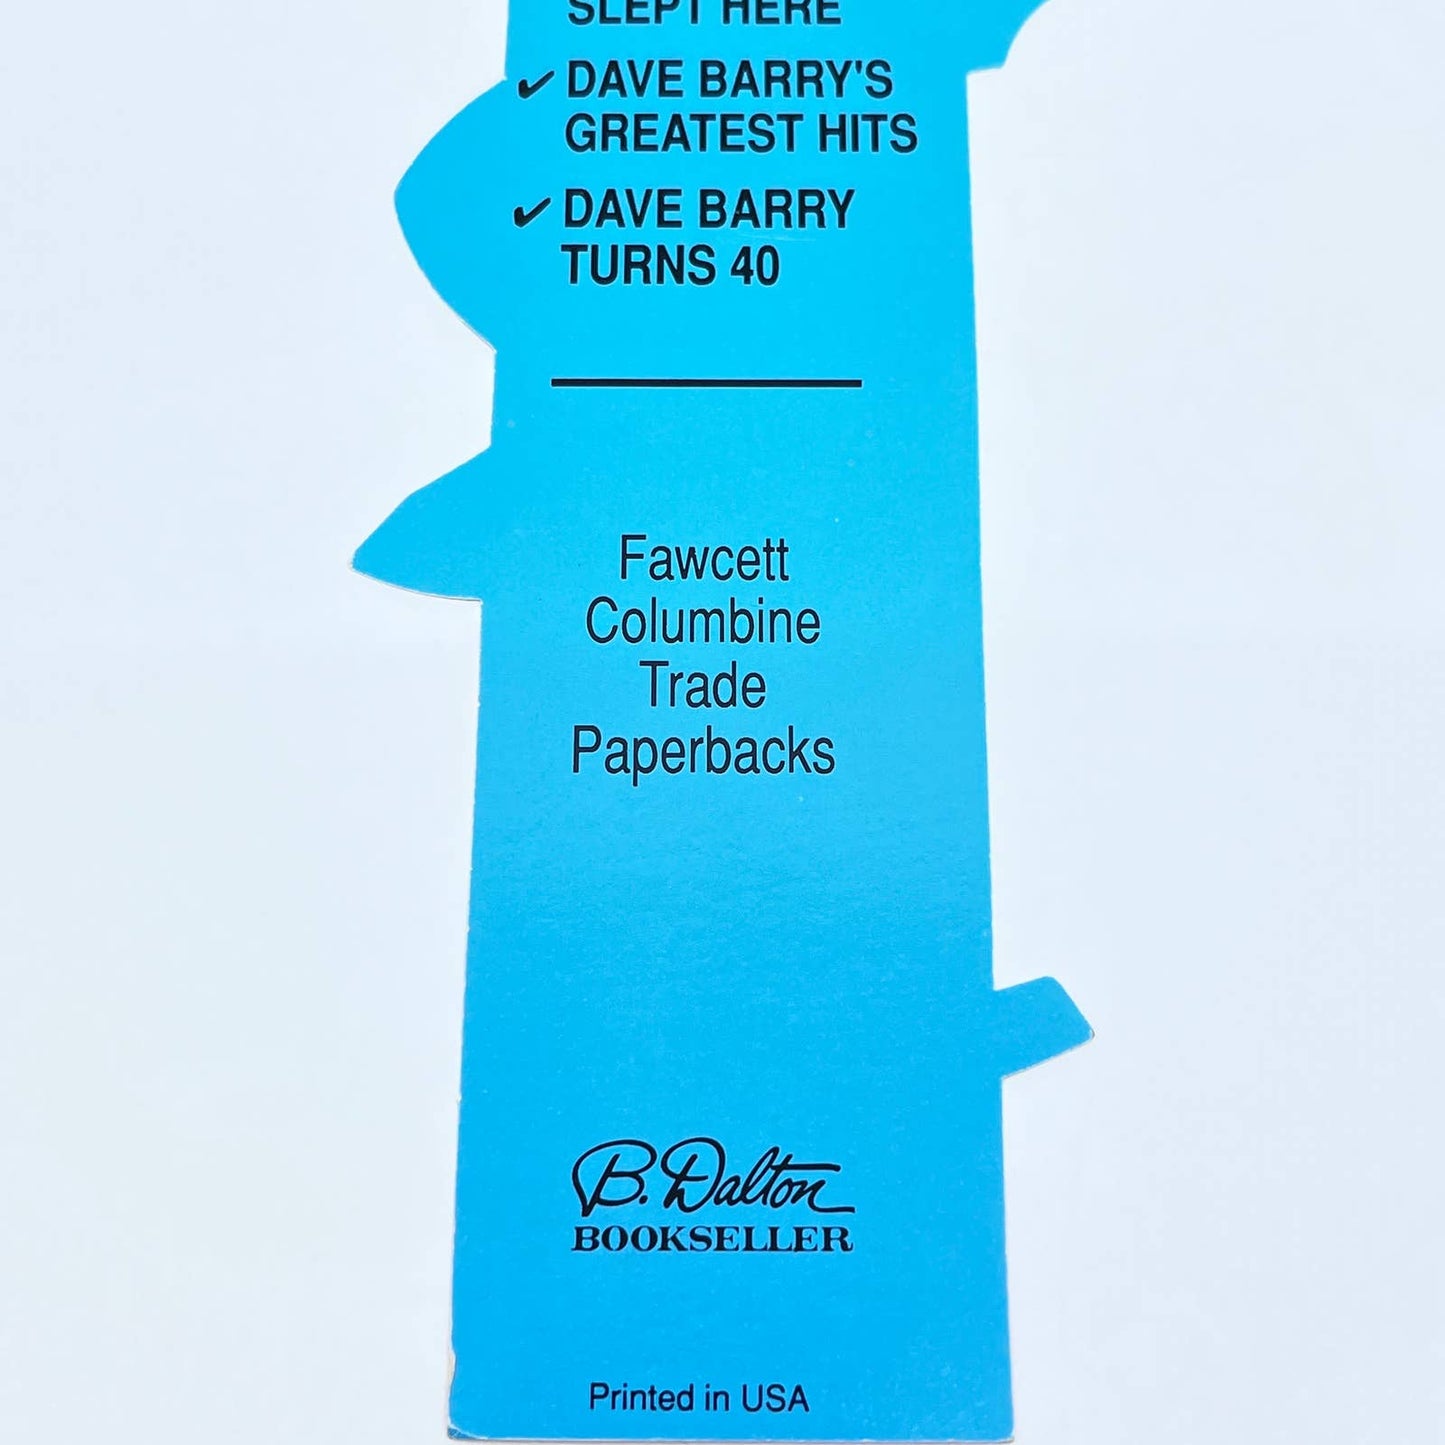 SLEPT HERE
✔ DAVE BARRY'S
GREATEST HITS
✔ DAVE BARRY
TURNS 40
Fawcett
Columbine
Trade
Paperbacks
B. Dalton
BOOKSELLER
Printed in USA